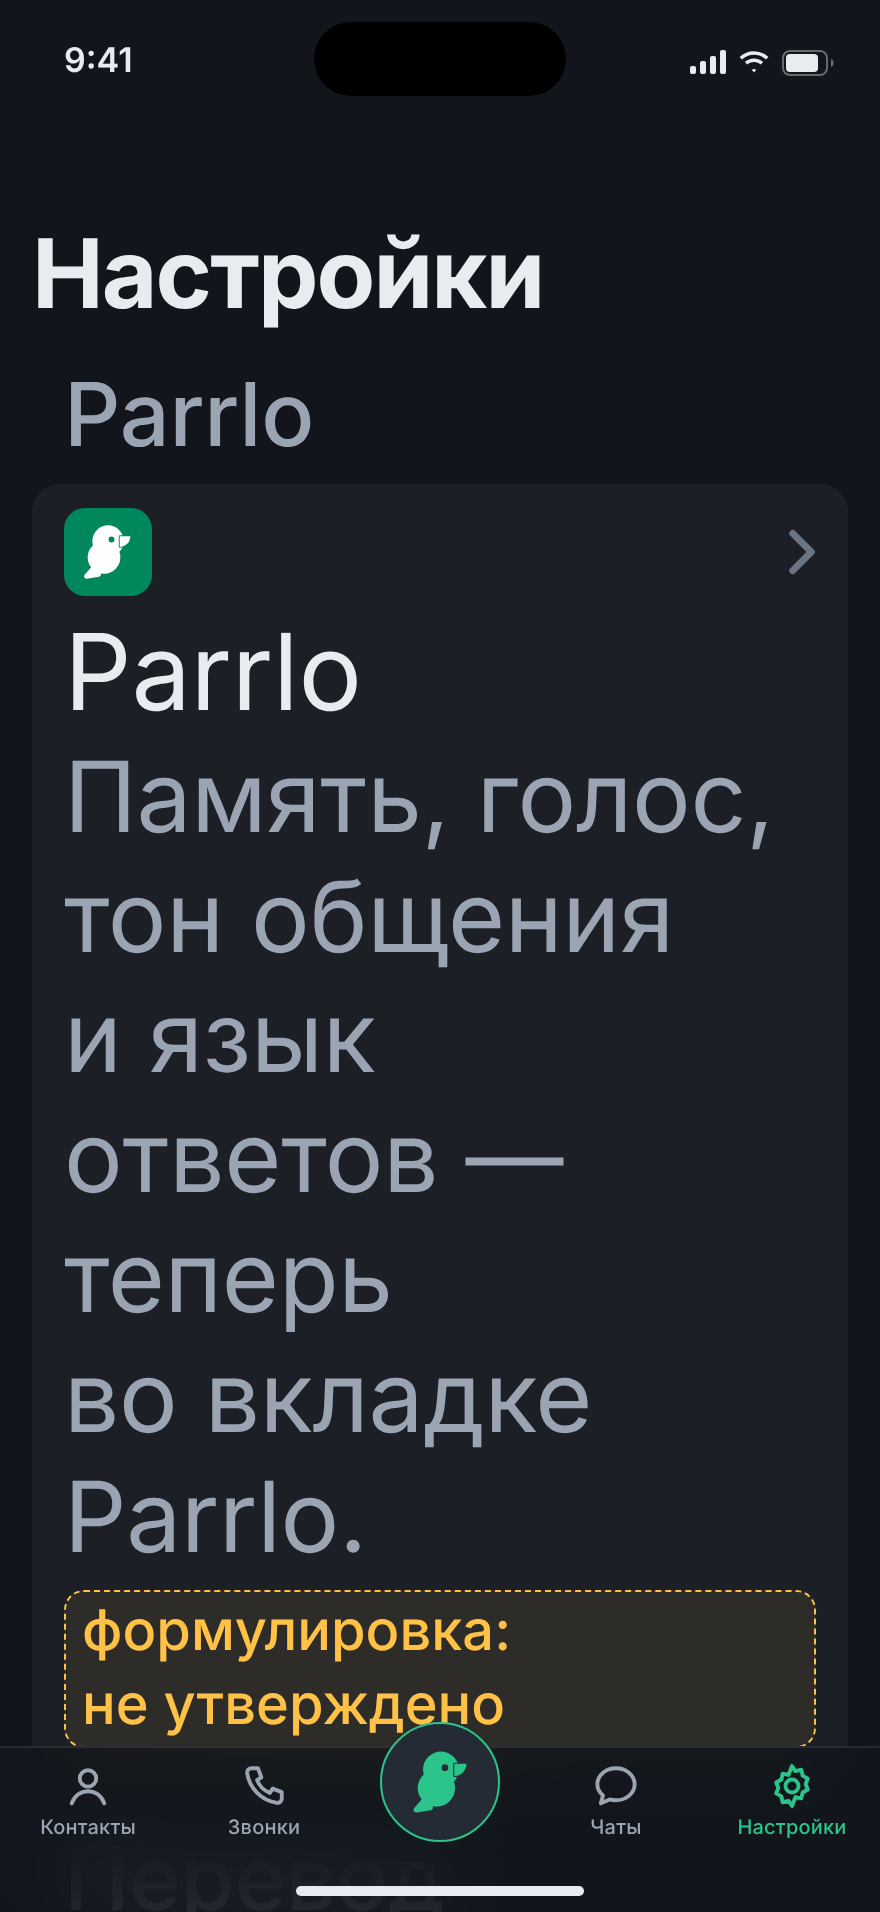 9:41
Настройки
Parrlo
Parrlo
Память, голос,
тон общения
и язык
ответов —
теперь
во вкладке
Parrlo.
формулировка:
не утверждено
Контакты
Звонки
Чаты
Настройки
Перевод